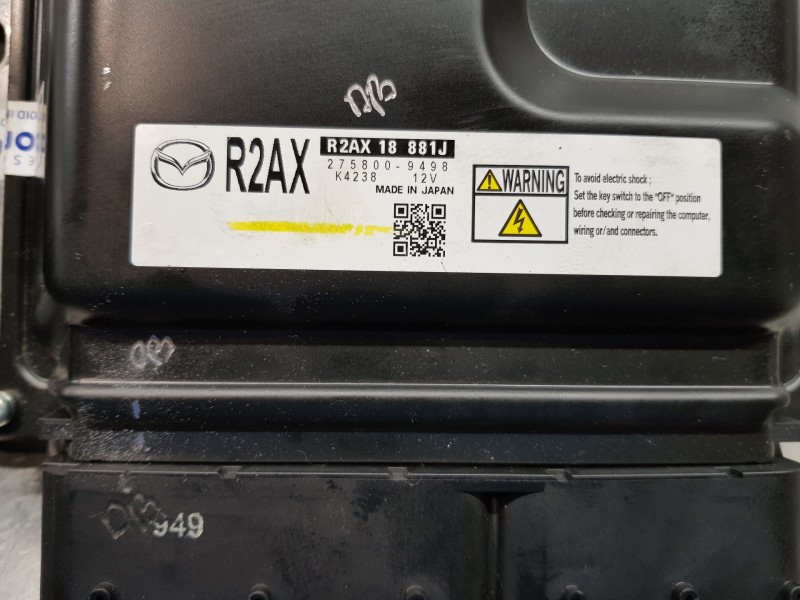 R2AX
R2AX 18 881J
275800-9498
K4238 12V
MADE IN JAPAN
WARNING
To avoid electric shock ;
Set the key switch to the "OFF" position
before checking or repairing the computer,
wiring or/and connectors.
949